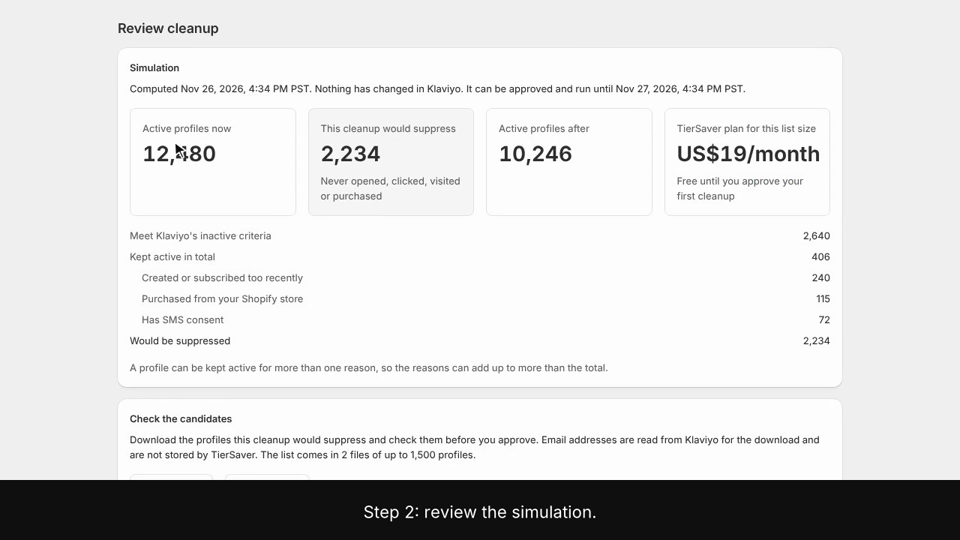 Review cleanup
Simulation
Computed Nov 26, 2026, 4:34 PM PST. Nothing has changed in Klaviyo. It can be approved and run until Nov 27, 2026, 4:34 PM PST.
Active profiles now
12,480
This cleanup would suppress
2,234
Never opened, clicked, visited
or purchased
Active profiles after
10,246
TierSaver plan for this list size
US$19/month
Free until you approve your
first cleanup
Meet Klaviyo's inactive criteria 2,640
Kept active in total 406
Created or subscribed too recently 240
Purchased from your Shopify store 115
Has SMS consent 72
Would be suppressed 2,234
A profile can be kept active for more than one reason, so the reasons can add up to more than the total.
Check the candidates
Download the profiles this cleanup would suppress and check them before you approve. Email addresses are read from Klaviyo for the download and
are not stored by TierSaver. The list comes in 2 files of up to 1,500 profiles.
Step 2: review the simulation.